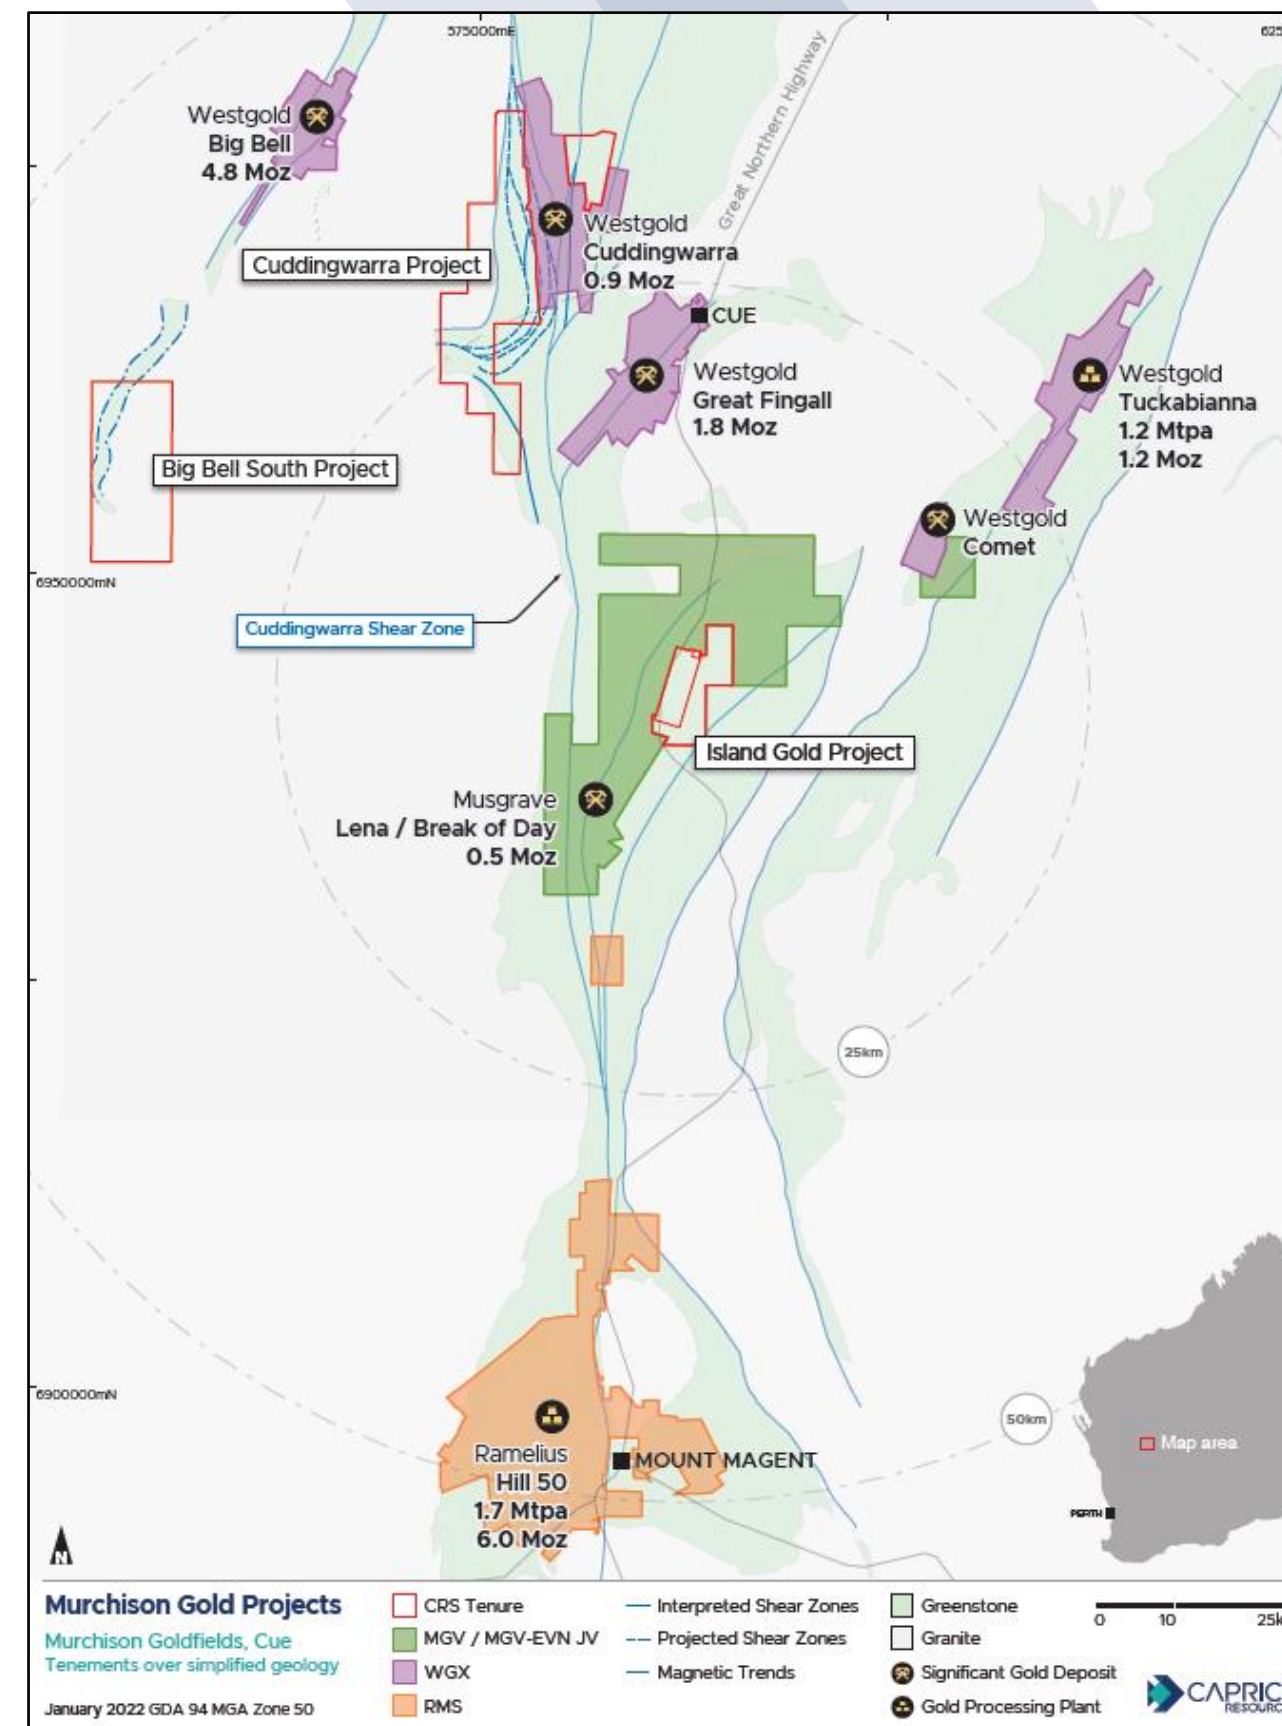 575000mE
625
Great Northern Highway
Westgold
Big Bell
4.8 Moz
Westgold
Cuddingwarra
0.9 Moz
Cuddingwarra Project
CUE
Westgold
Great Fingall
1.8 Moz
Westgold
Tuckabianna
1.2 Mtpa
1.2 Moz
Big Bell South Project
Westgold
Comet
6950000mN
Cuddingwarra Shear Zone
Island Gold Project
Musgrave
Lena / Break of Day
0.5 Moz
25km
6900000mN
50km
Map area
Ramelius
Hill 50
1.7 Mtpa
6.0 Moz
MOUNT MAGENT
PERTH
N
Murchison Gold Projects
Murchison Goldfields, Cue
Tenements over simplified geology
January 2022 GDA 94 MGA Zone 50
CRS Tenure
MGV / MGV-EVN JV
WGX
RMS
Interpreted Shear Zones
Projected Shear Zones
Magnetic Trends
Greenstone
Granite
Significant Gold Deposit
Gold Processing Plant
0 10 25k
CAPRIC
RESOURC